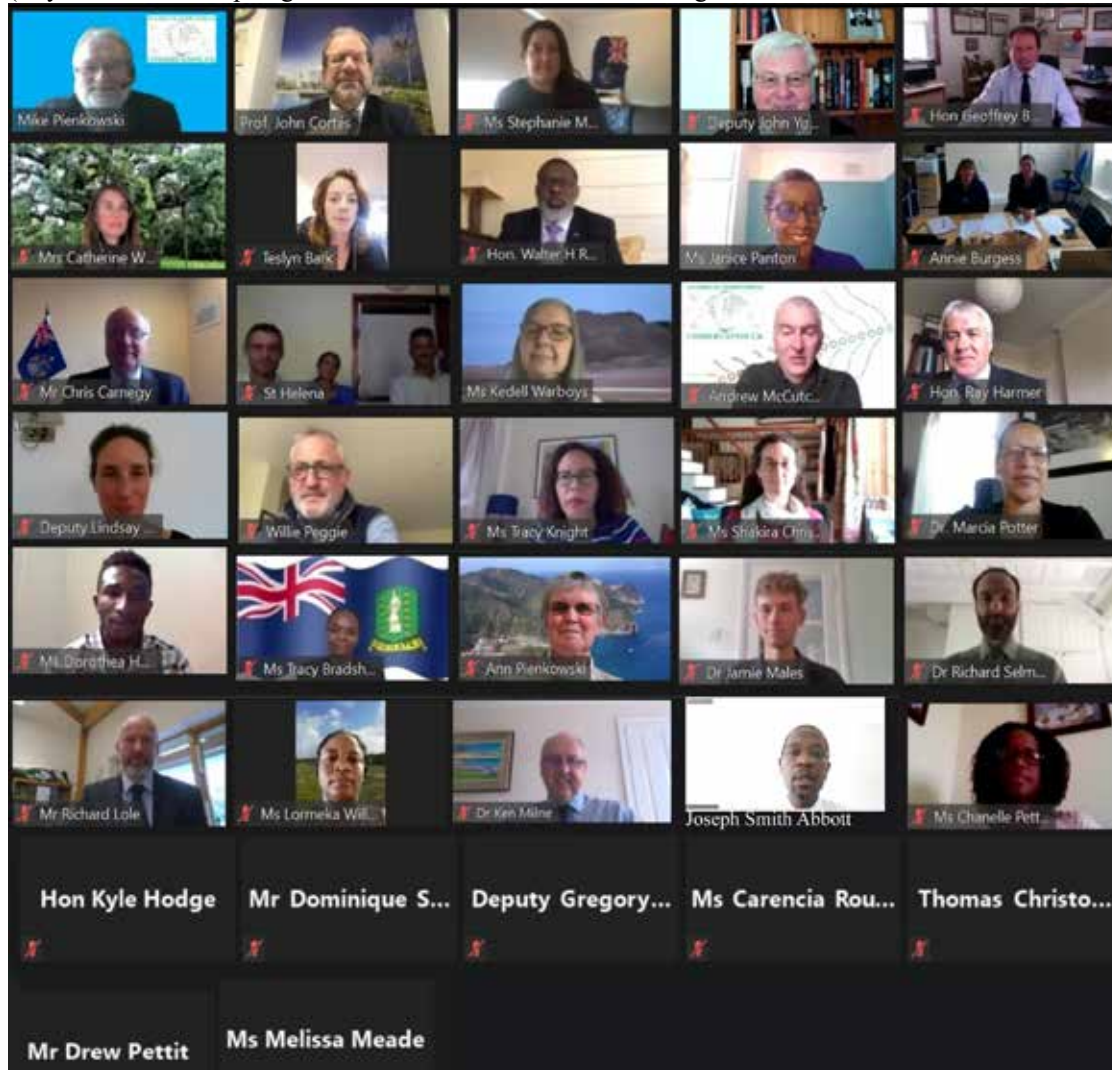 Mike Pienkowski
Prof. John Cortes
Ms Stephanie M...
Deputy John Yu...
Hon Geoffrey B...
Mrs Catherine W...
Teslyn Bark
Hon. Walter H R...
Ms Janice Panton
Annie Burgess
Mr Chris Carnegy
St Helena
Ms Kedell Warboys
Andrew McCutc...
Hon. Ray Harmer
Deputy Lindsay ...
Willie Peggie
Ms Tracy Knight
Ms Shakira Chris...
Dr. Marcia Potter
Dorothea H...
Ms Tracy Bradsh...
Ann Pienkowski
Dr Jamie Males
Dr Richard Selm...
Mr Richard Lole
Ms Lormeka Will...
Dr Ken Milne
Joseph Smith Abbott
Ms Chanelle Pett...
Hon Kyle Hodge
Mr Dominique S...
Deputy Gregory...
Ms Carencia Rou...
Thomas Christo...
Mr Drew Pettit
Ms Melissa Meade